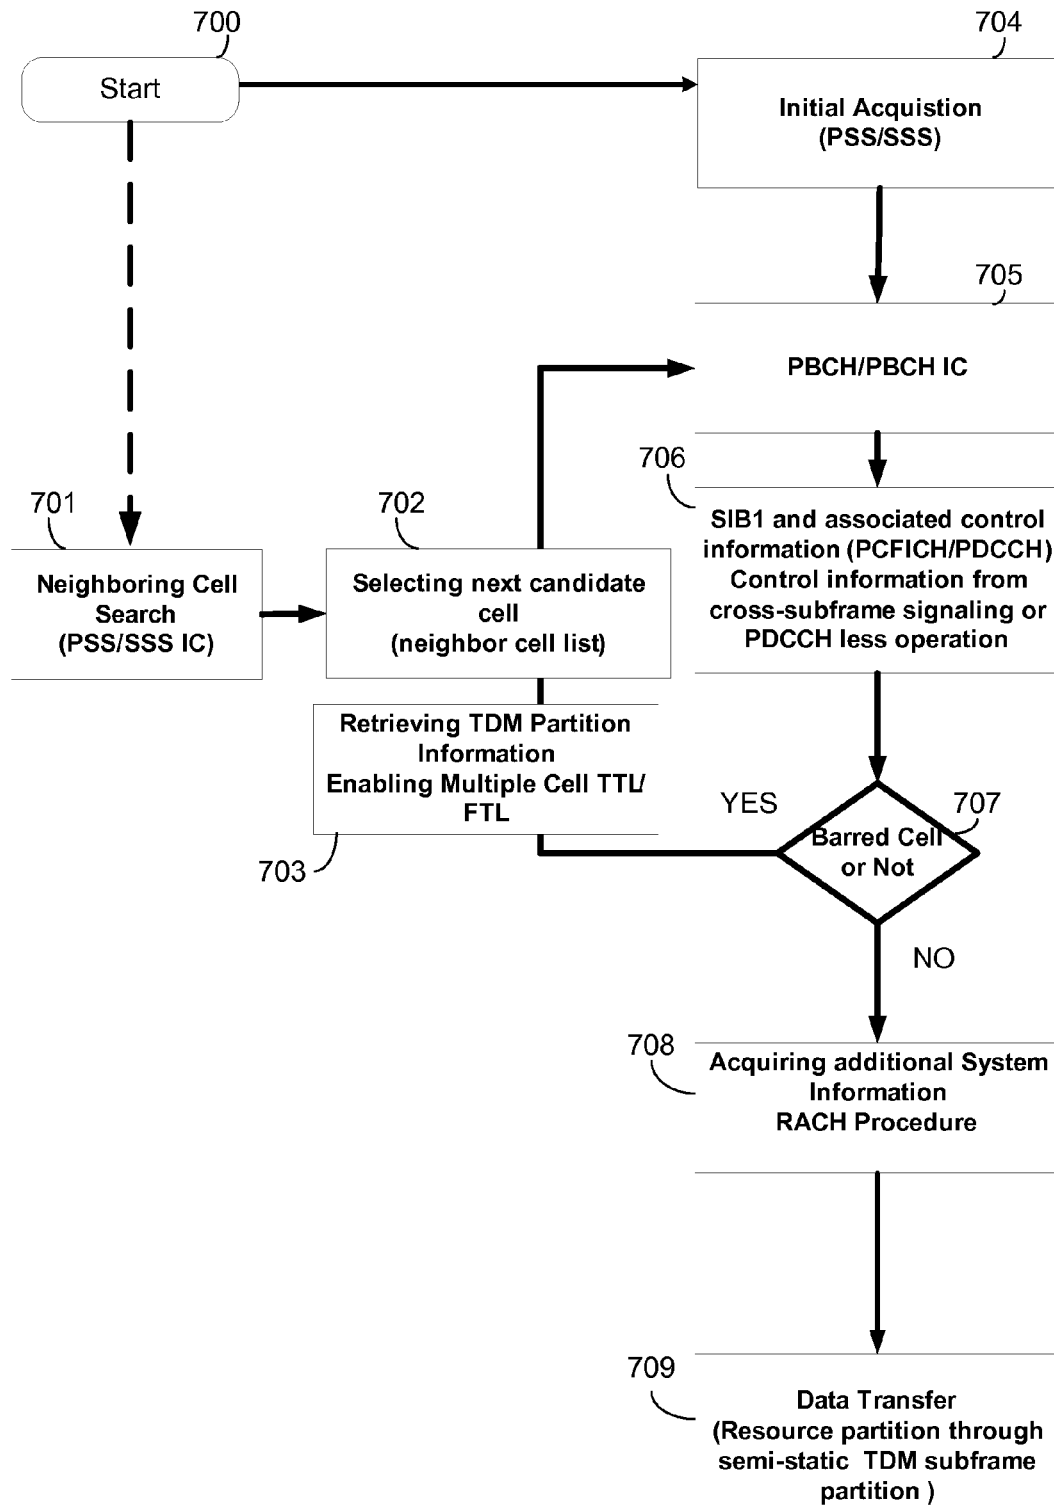 700
Start
704
Initial Acquistion
(PSS/SSS)
705
PBCH/PBCH IC
706
SIB1 and associated control
information (PCFICH/PDCCH)
Control information from
cross-subframe signaling or
PDCCH less operation
701
Neighboring Cell
Search
(PSS/SSS IC)
702
Selecting next candidate
cell
(neighbor cell list)
Retrieving TDM Partition
Information
Enabling Multiple Cell TTL/
FTL
703
YES
707
Barred Cell
or Not
NO
708
Acquiring additional System
Information
RACH Procedure
709
Data Transfer
(Resource partition through
semi-static TDM subframe
partition )